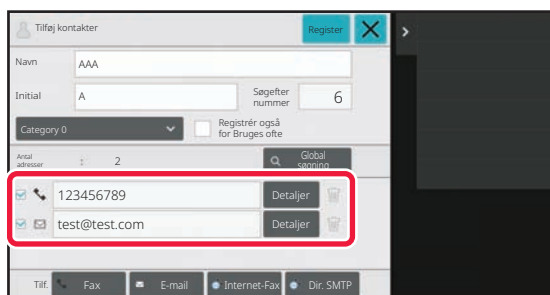 Tilføj kontakter
Register
Navn
AAA
Initial
A
Søgefter
nummer
6
Category 0
Registrér også
for Bruges ofte
Antal
adresser
:
2
Global
søgning
123456789
Detaljer
test@test.com
Detaljer
Tilf.
Fax
E-mail
Internet-Fax
Dir. SMTP